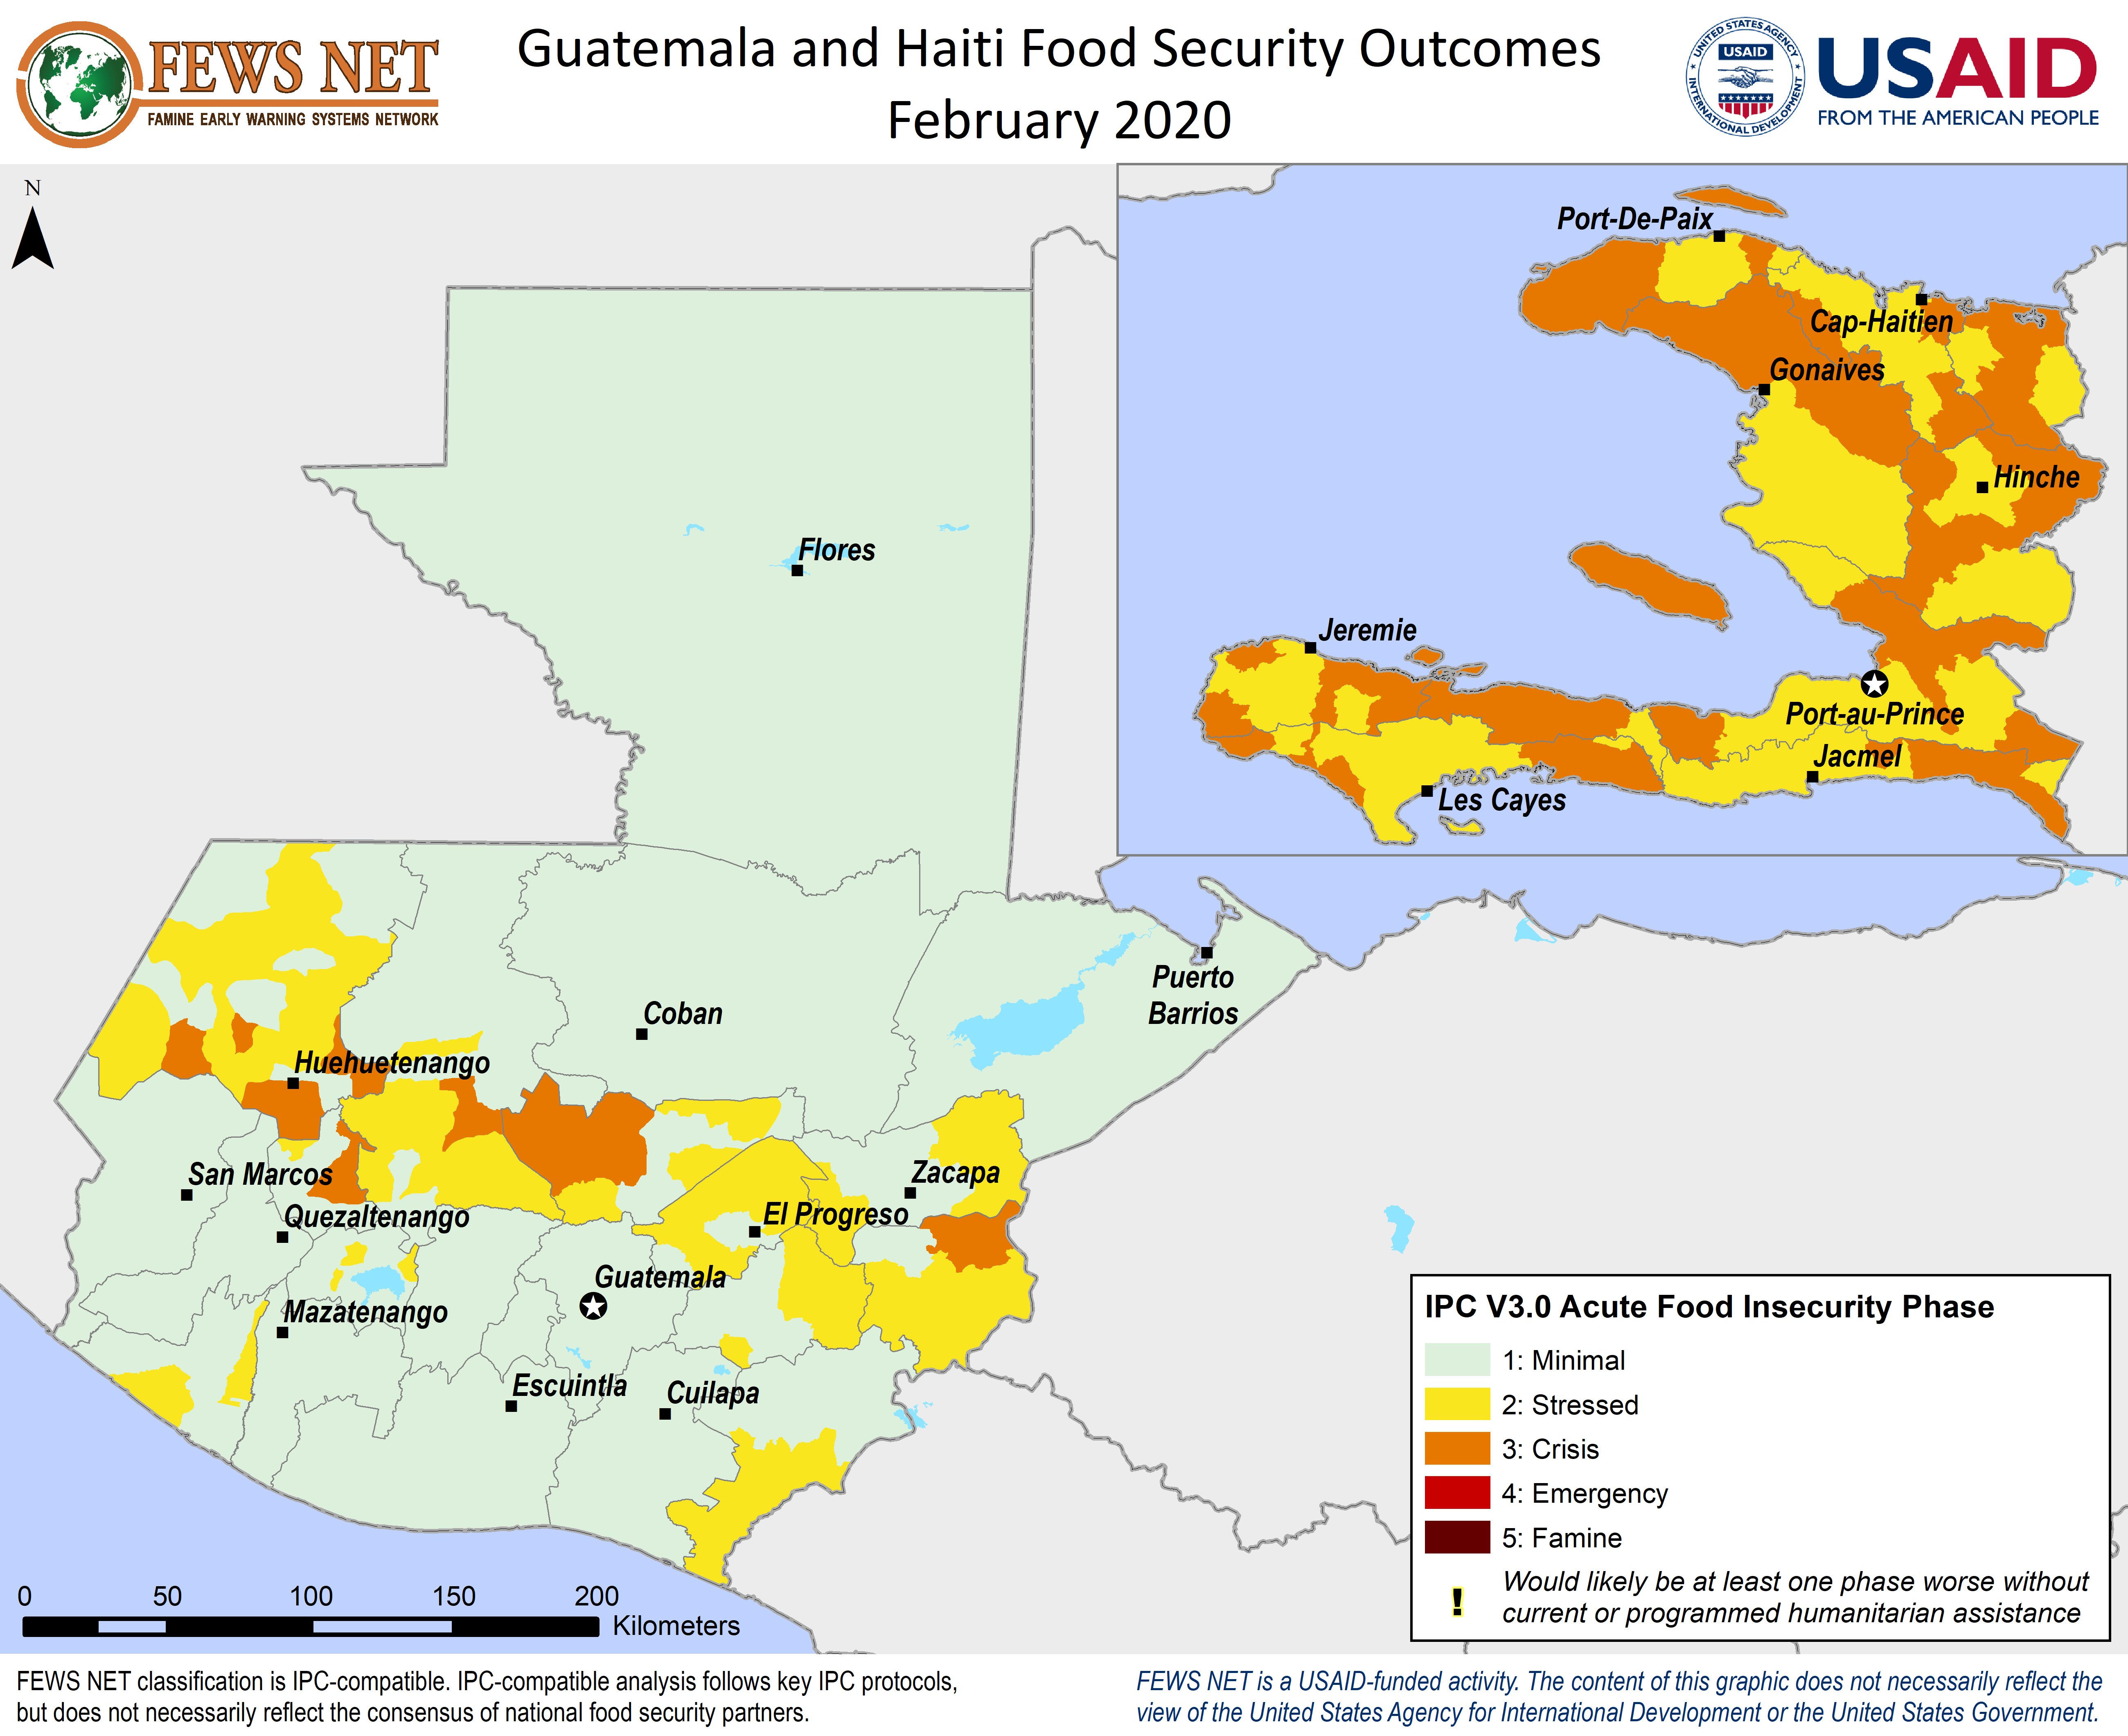 FEWS NET
FAMINE EARLY WARNING SYSTEMS NETWORK
Guatemala and Haiti Food Security Outcomes
February 2020
UNITED STATES AGENCY
USAID
INTERNATIONAL DEVELOPMENT
USAID
FROM THE AMERICAN PEOPLE
N
Port-De-Paix
Cap-Haitien
Gonaives
Hinche
Jeremie
Port-au-Prince
Jacmel
Les Cayes
Flores
Puerto
Barrios
Coban
Huehuetenango
San Marcos
Zacapa
Quezaltenango
El Progreso
Guatemala
Mazatenango
Escuintla
Cuilapa
IPC V3.0 Acute Food Insecurity Phase
1: Minimal
2: Stressed
3: Crisis
4: Emergency
5: Famine
! Would likely be at least one phase worse without
current or programmed humanitarian assistance
0 50 100 150 200
Kilometers
FEWS NET classification is IPC-compatible. IPC-compatible analysis follows key IPC protocols,
but does not necessarily reflect the consensus of national food security partners.
FEWS NET is a USAID-funded activity. The content of this graphic does not necessarily reflect the
view of the United States Agency for International Development or the United States Government.